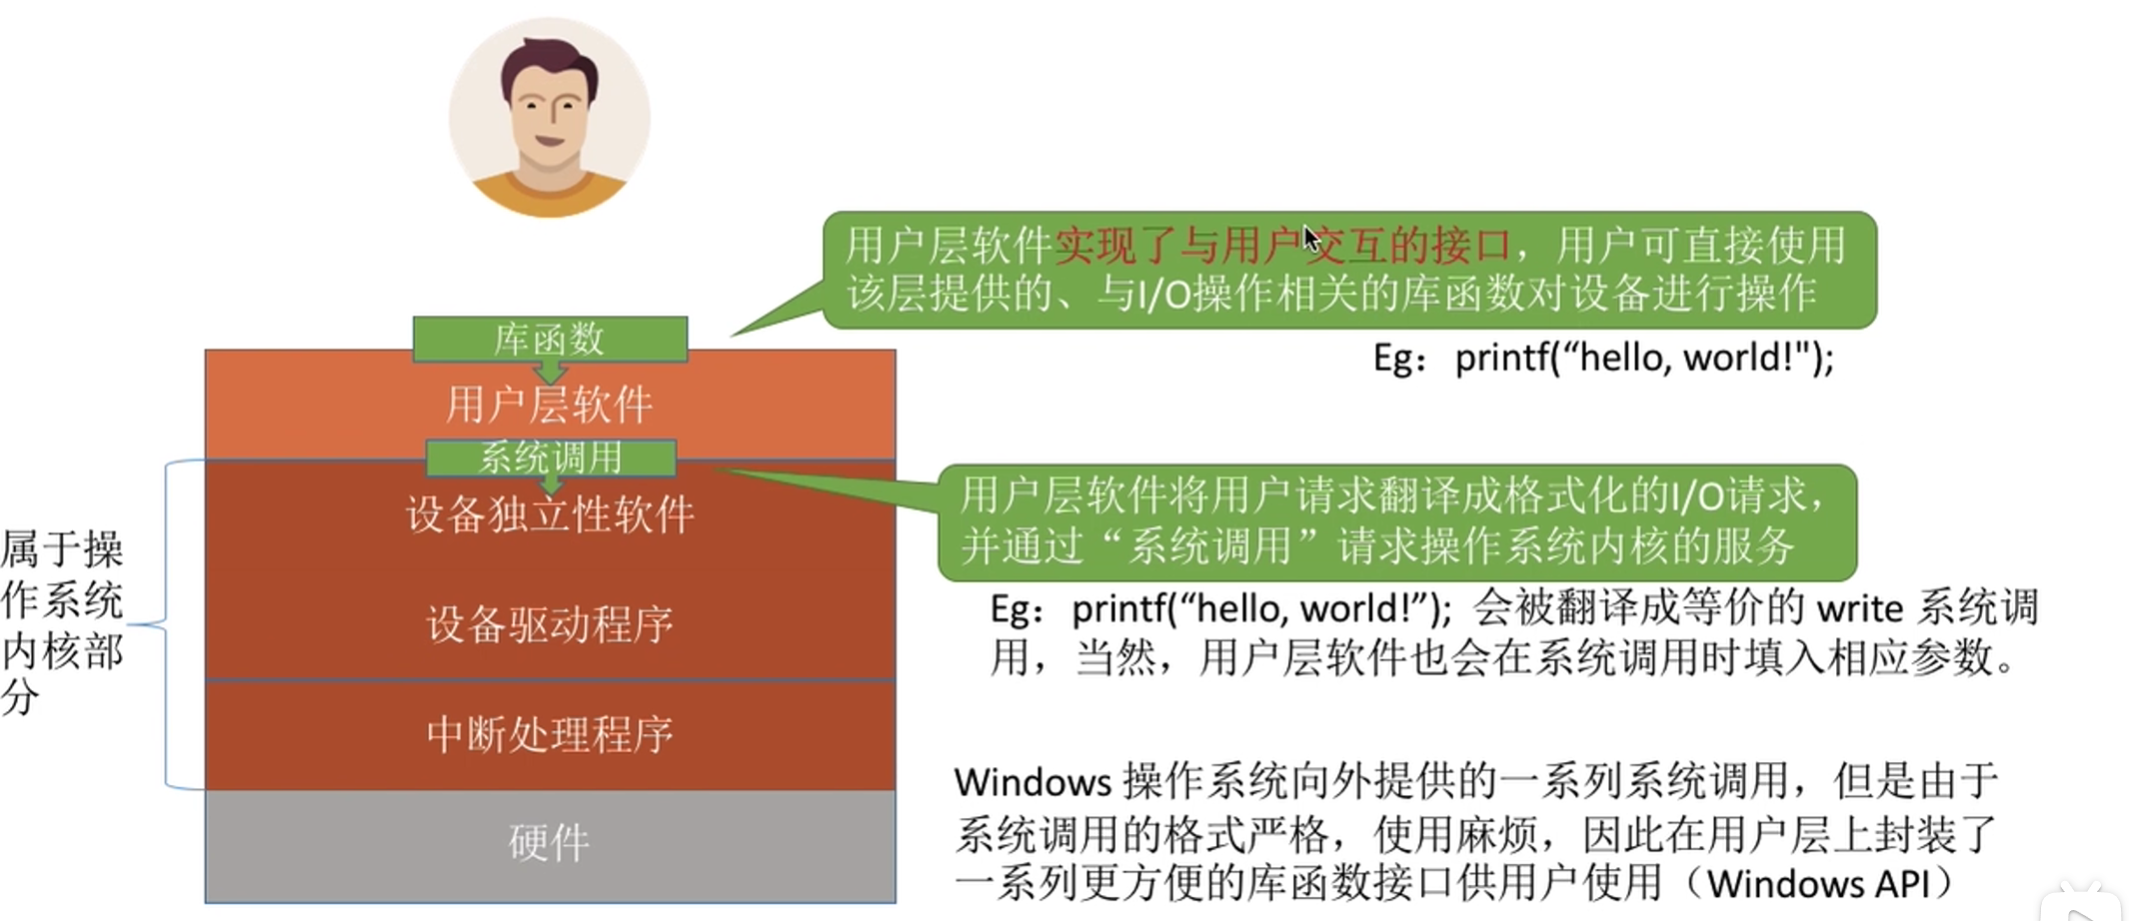 用户层软件实现了与用户交互的接口，用户可直接使用
该层提供的、与I/O操作相关的库函数对设备进行操作
Eg：printf(“hello, world!");
库函数
用户层软件
系统调用
设备独立性软件
设备驱动程序
中断处理程序
硬件
属于操
作系统
内核部
分
用户层软件将用户请求翻译成格式化的I/O请求，
并通过“系统调用”请求操作系统内核的服务
Eg：printf(“hello, world!”); 会被翻译成等价的 write 系统调
用，当然，用户层软件也会在系统调用时填入相应参数。
Windows 操作系统向外提供的一系列系统调用，但是由于
系统调用的格式严格，使用麻烦，因此在用户层上封装了
一系列更方便的库函数接口供用户使用（Windows API）